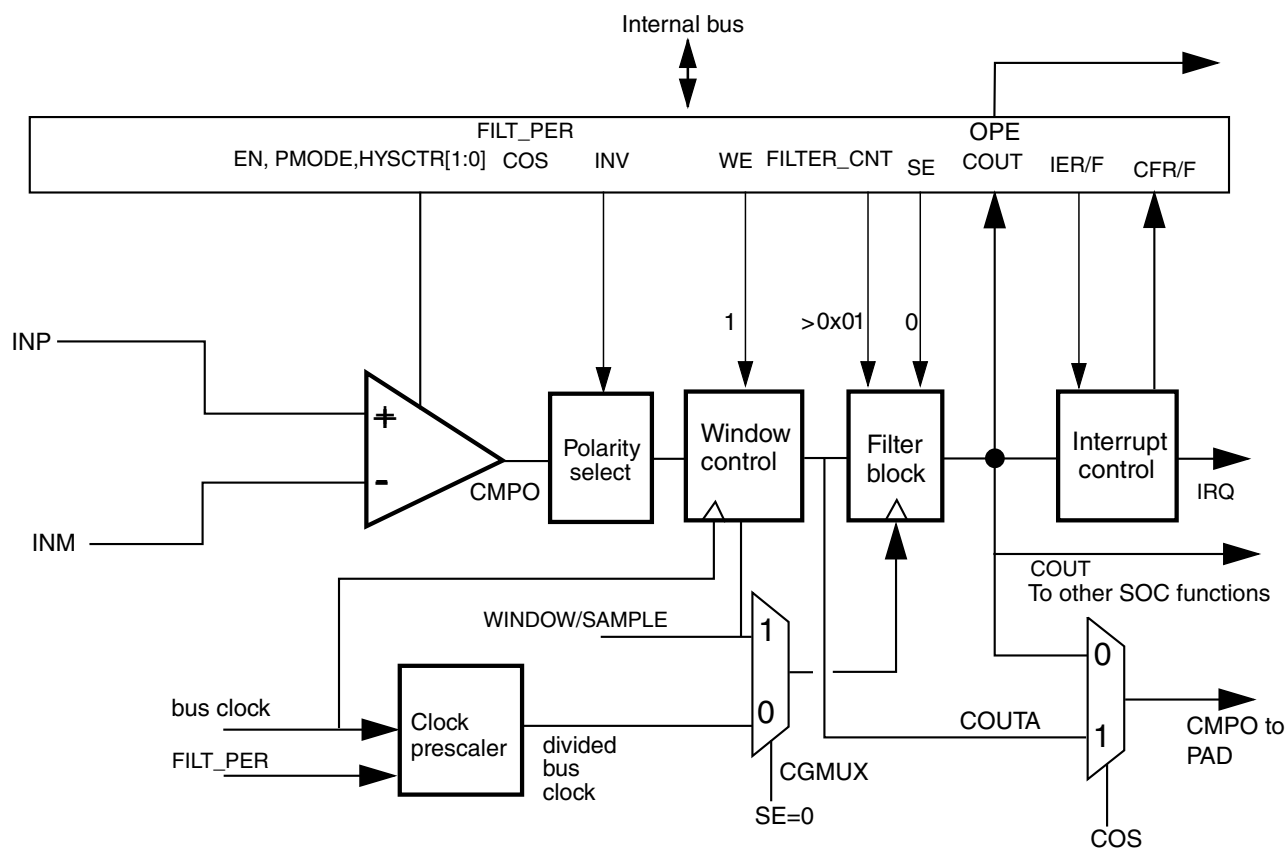 Internal bus
FILT_PER
OPE
EN, PMODE,HYSCTR[1:0]
COS
INV
WE
FILTER_CNT
SE
COUT
IER/F
CFR/F
1
>0x01
0
INP
+
-
INM
CMPO
Polarity
select
Window
control
Filter
block
Interrupt
control
IRQ
COUT
To other SOC functions
WINDOW/SAMPLE
1
0
bus clock
FILT_PER
Clock
prescaler
divided
bus
clock
CGMUX
SE=0
COUTA
0
1
CMPO to
PAD
COS